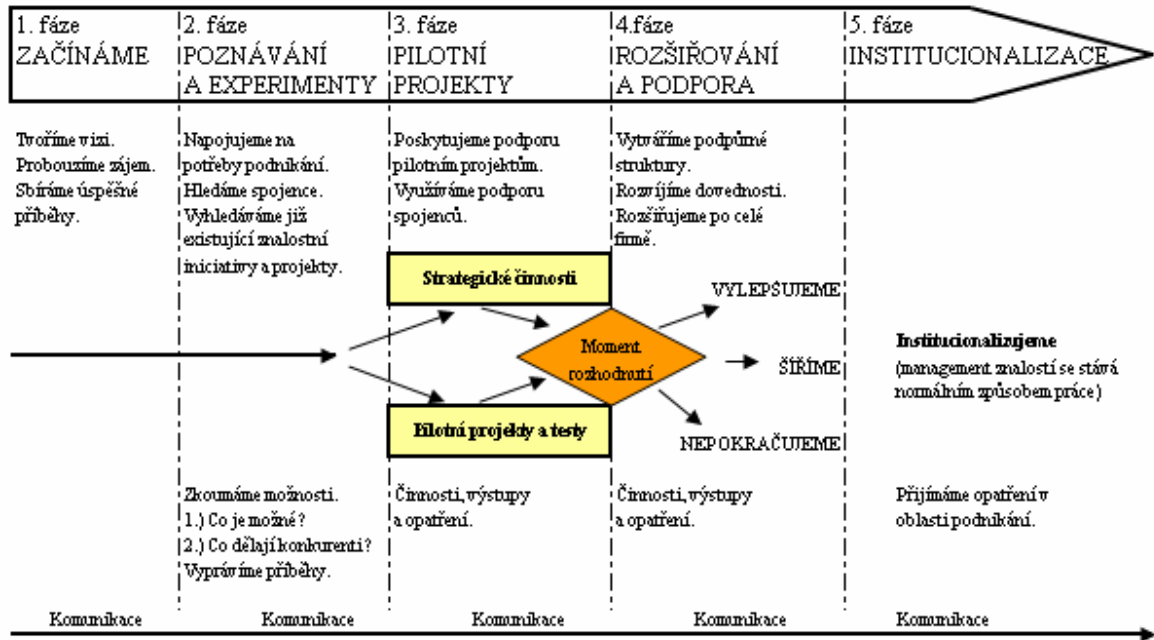 1. fáze
ZAČÍNÁME
2. fáze
POZNÁVÁNÍ
A EXPERIMENTY
3. fáze
PILOTNÍ
PROJEKTY
4.fáze
ROZŠIŘOVÁNÍ
A PODPORA
5. fáze
INSTITUCIONALIZACE
Tvoříme vizi.
Probouzíme zájem.
Sbíráme úspěšné
příběhy.
Napojujeme na
potřeby podnikání.
Hledáme spojence.
Vyhledáváme již
existující znalostní
iniciativy a projekty.
Poskytujeme podporu
pilotním projektům.
Využíváme podporu
spojenců.
Vytváříme podpůrné
struktury.
Rozvíjíme dovednosti.
Rozšiřujeme po celé
firmě.
Strategické činnosti
Moment
rozhodnutí
Pilotní projekty a testy
VYLEPŠUJEME
ŠÍŘÍME
NEPOKRAČUJEME
Institucionalizujeme
(management znalostí se stává
normálním způsobem práce)
Zkoumáme možnosti.
1.) Co je možné?
2.) Co dělají konkurenti?
Vyprávíme příběhy.
Činnosti, výstupy
a opatření.
Činnosti, výstupy
a opatření.
Přijímáme opatření v
oblasti podnikání.
Komunikace
Komunikace
Komunikace
Komunikace
Komunikace